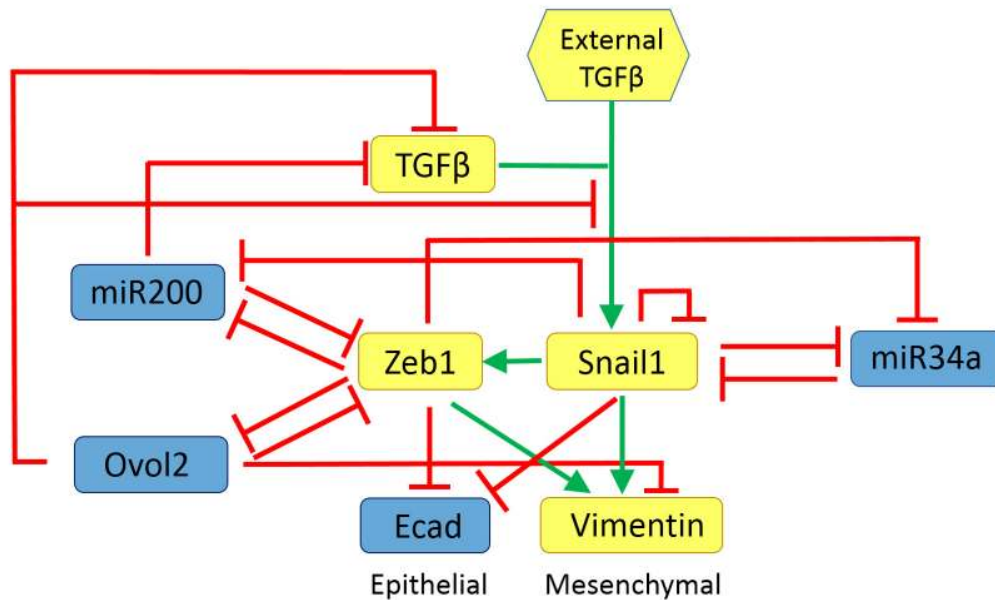 External
TGFβ
TGFβ
miR200
Zeb1
Snail1
miR34a
Ovol2
Ecad
Vimentin
Epithelial
Mesenchymal